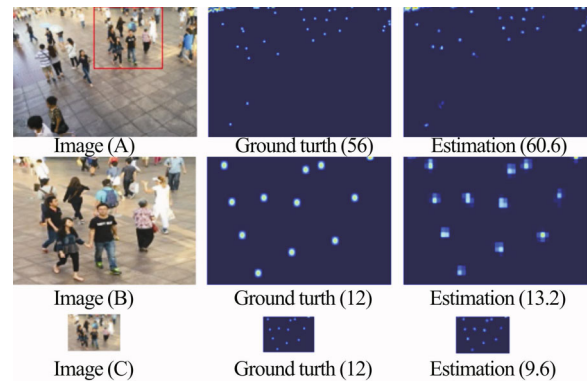 Image (A) Ground turth (56) Estimation (60.6)
Image (B) Ground turth (12) Estimation (13.2)
Image (C) Ground turth (12) Estimation (9.6)